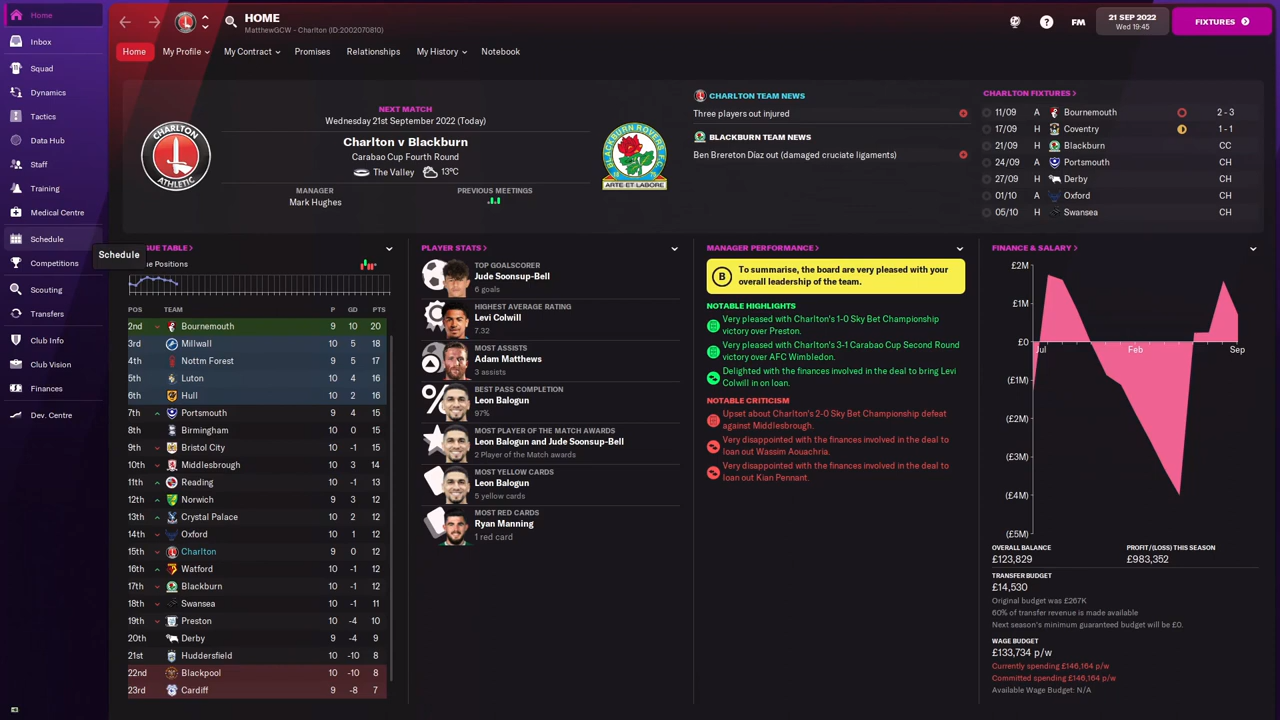 Home
Inbox
Squad
Dynamics
Tactics
Data Hub
Staff
Training
Medical Centre
Schedule
Competitions
Scouting
Transfers
Club Info
Club Vision
Finances
Dev. Centre
Schedule
HOME
MatthewGCW - Charlton (ID:2002070810)
FM
21 SEP 2022
Wed 19:45
FIXTURES
Home My Profile My Contract Promises Relationships My History Notebook
NEXT MATCH
Wednesday 21st September 2022 (Today)
Charlton v Blackburn
Carabao Cup Fourth Round
The Valley 13°C
MANAGER
Mark Hughes
PREVIOUS MEETINGS
BLACKBURN ROVERS F.C.
1875
ARTE ET LABORE
CHARLTON TEAM NEWS
Three players out injured
BLACKBURN TEAM NEWS
Ben Brereton Díaz out (damaged cruciate ligaments)
CHARLTON FIXTURES >
11/09 A Bournemouth 2 - 3
17/09 H Coventry 1 - 1
21/09 H Blackburn CC
24/09 A Portsmouth CH
27/09 H Derby CH
01/10 A Oxford CH
05/10 H Swansea CH
GUE TABLE >
ue Positions
POS TEAM P GD PTS
2nd Bournemouth 9 10 20
3rd Millwall 10 5 18
4th Nottm Forest 9 5 17
5th Luton 10 4 16
6th Hull 10 2 16
7th Portsmouth 9 4 15
8th Birmingham 10 0 15
9th Bristol City 10 -1 15
10th Middlesbrough 10 3 14
11th Reading 10 -1 13
12th Norwich 9 3 12
13th Crystal Palace 10 2 12
14th Oxford 10 1 12
15th Charlton 9 0 12
16th Watford 10 -1 12
17th Blackburn 10 -1 12
18th Swansea 10 -1 11
19th Preston 10 -4 10
20th Derby 9 -4 9
21st Huddersfield 10 -10 8
22nd Blackpool 10 -10 8
23rd Cardiff 9 -8 7
PLAYER STATS >
TOP GOALSCORER
Jude Soonsup-Bell
6 goals
HIGHEST AVERAGE RATING
Levi Colwill
7.32
MOST ASSISTS
Adam Matthews
3 assists
BEST PASS COMPLETION
Leon Balogun
97%
MOST PLAYER OF THE MATCH AWARDS
Leon Balogun and Jude Soonsup-Bell
2 Player of the Match awards
MOST YELLOW CARDS
Leon Balogun
5 yellow cards
MOST RED CARDS
Ryan Manning
1 red card
MANAGER PERFORMANCE >
B
To summarise, the board are very pleased with your
overall leadership of the team.
NOTABLE HIGHLIGHTS
Very pleased with Charlton's 1-0 Sky Bet Championship
victory over Preston.
Very pleased with Charlton's 3-1 Carabao Cup Second Round
victory over AFC Wimbledon.
Delighted with the finances involved in the deal to bring Levi
Colwill in on loan.
NOTABLE CRITICISM
Upset about Charlton's 2-0 Sky Bet Championship defeat
against Middlesbrough.
Very disappointed with the finances involved in the deal to
loan out Wassim Aouachria.
Very disappointed with the finances involved in the deal to
loan out Kian Pennant.
FINANCE & SALARY >
£2M
£1M
£0
(£1M)
(£2M)
(£3M)
(£4M)
(£5M)
Jul Feb Sep
OVERALL BALANCE
£123,829
PROFIT/(LOSS) THIS SEASON
£983,352
TRANSFER BUDGET
£14,530
Original budget was £267K
60% of transfer revenue is made available
Next season's minimum guaranteed budget will be £0.
WAGE BUDGET
£133,734 p/w
Currently spending £146,164 p/w
Committed spending £146,164 p/w
Available Wage Budget: N/A